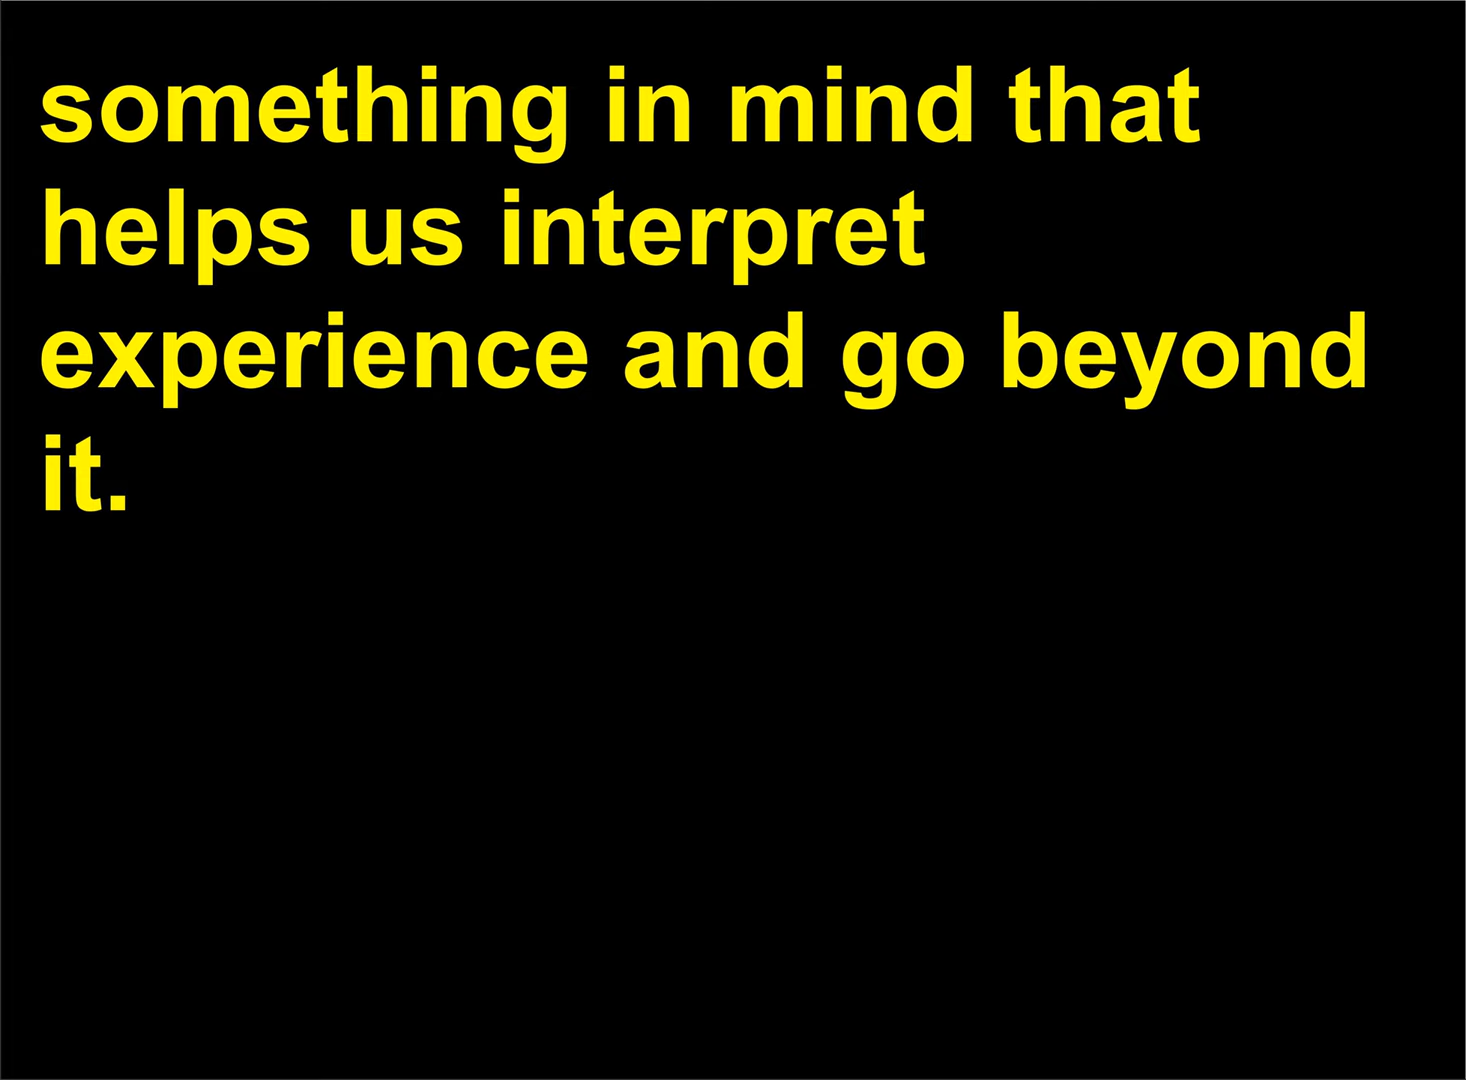 something in mind that
helps us interpret
experience and go beyond
it.